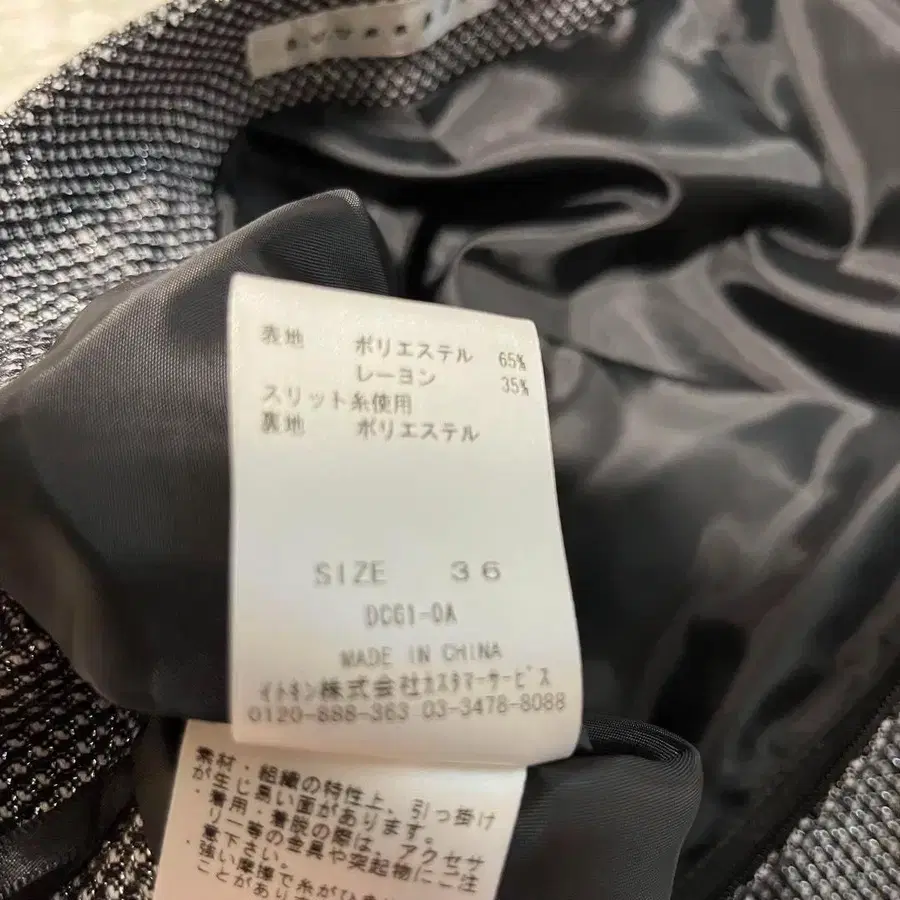 表地 ポリエステル 65%
レーヨン 35%
スリット糸使用
裏地 ポリエステル
SIZE 36
DC61-0A
MADE IN CHINA
イトキン株式会社カスタマーサービス
0120-888-363 03-3478-8088
素材・組織の特性上、引っ掛け
が生じ易い面があります。
・着用・着脱の際は、アクセサ
リー等の金具や突起物にご注
意下さい。
・強い摩擦で糸がひき
ことがあり